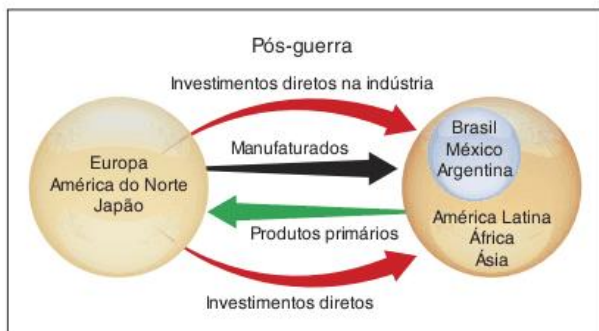 Pós-guerra
Investimentos diretos na indústria
Manufaturados
Produtos primários
Investimentos diretos
Europa
América do Norte
Japão
Brasil
México
Argentina
América Latina
África
Ásia